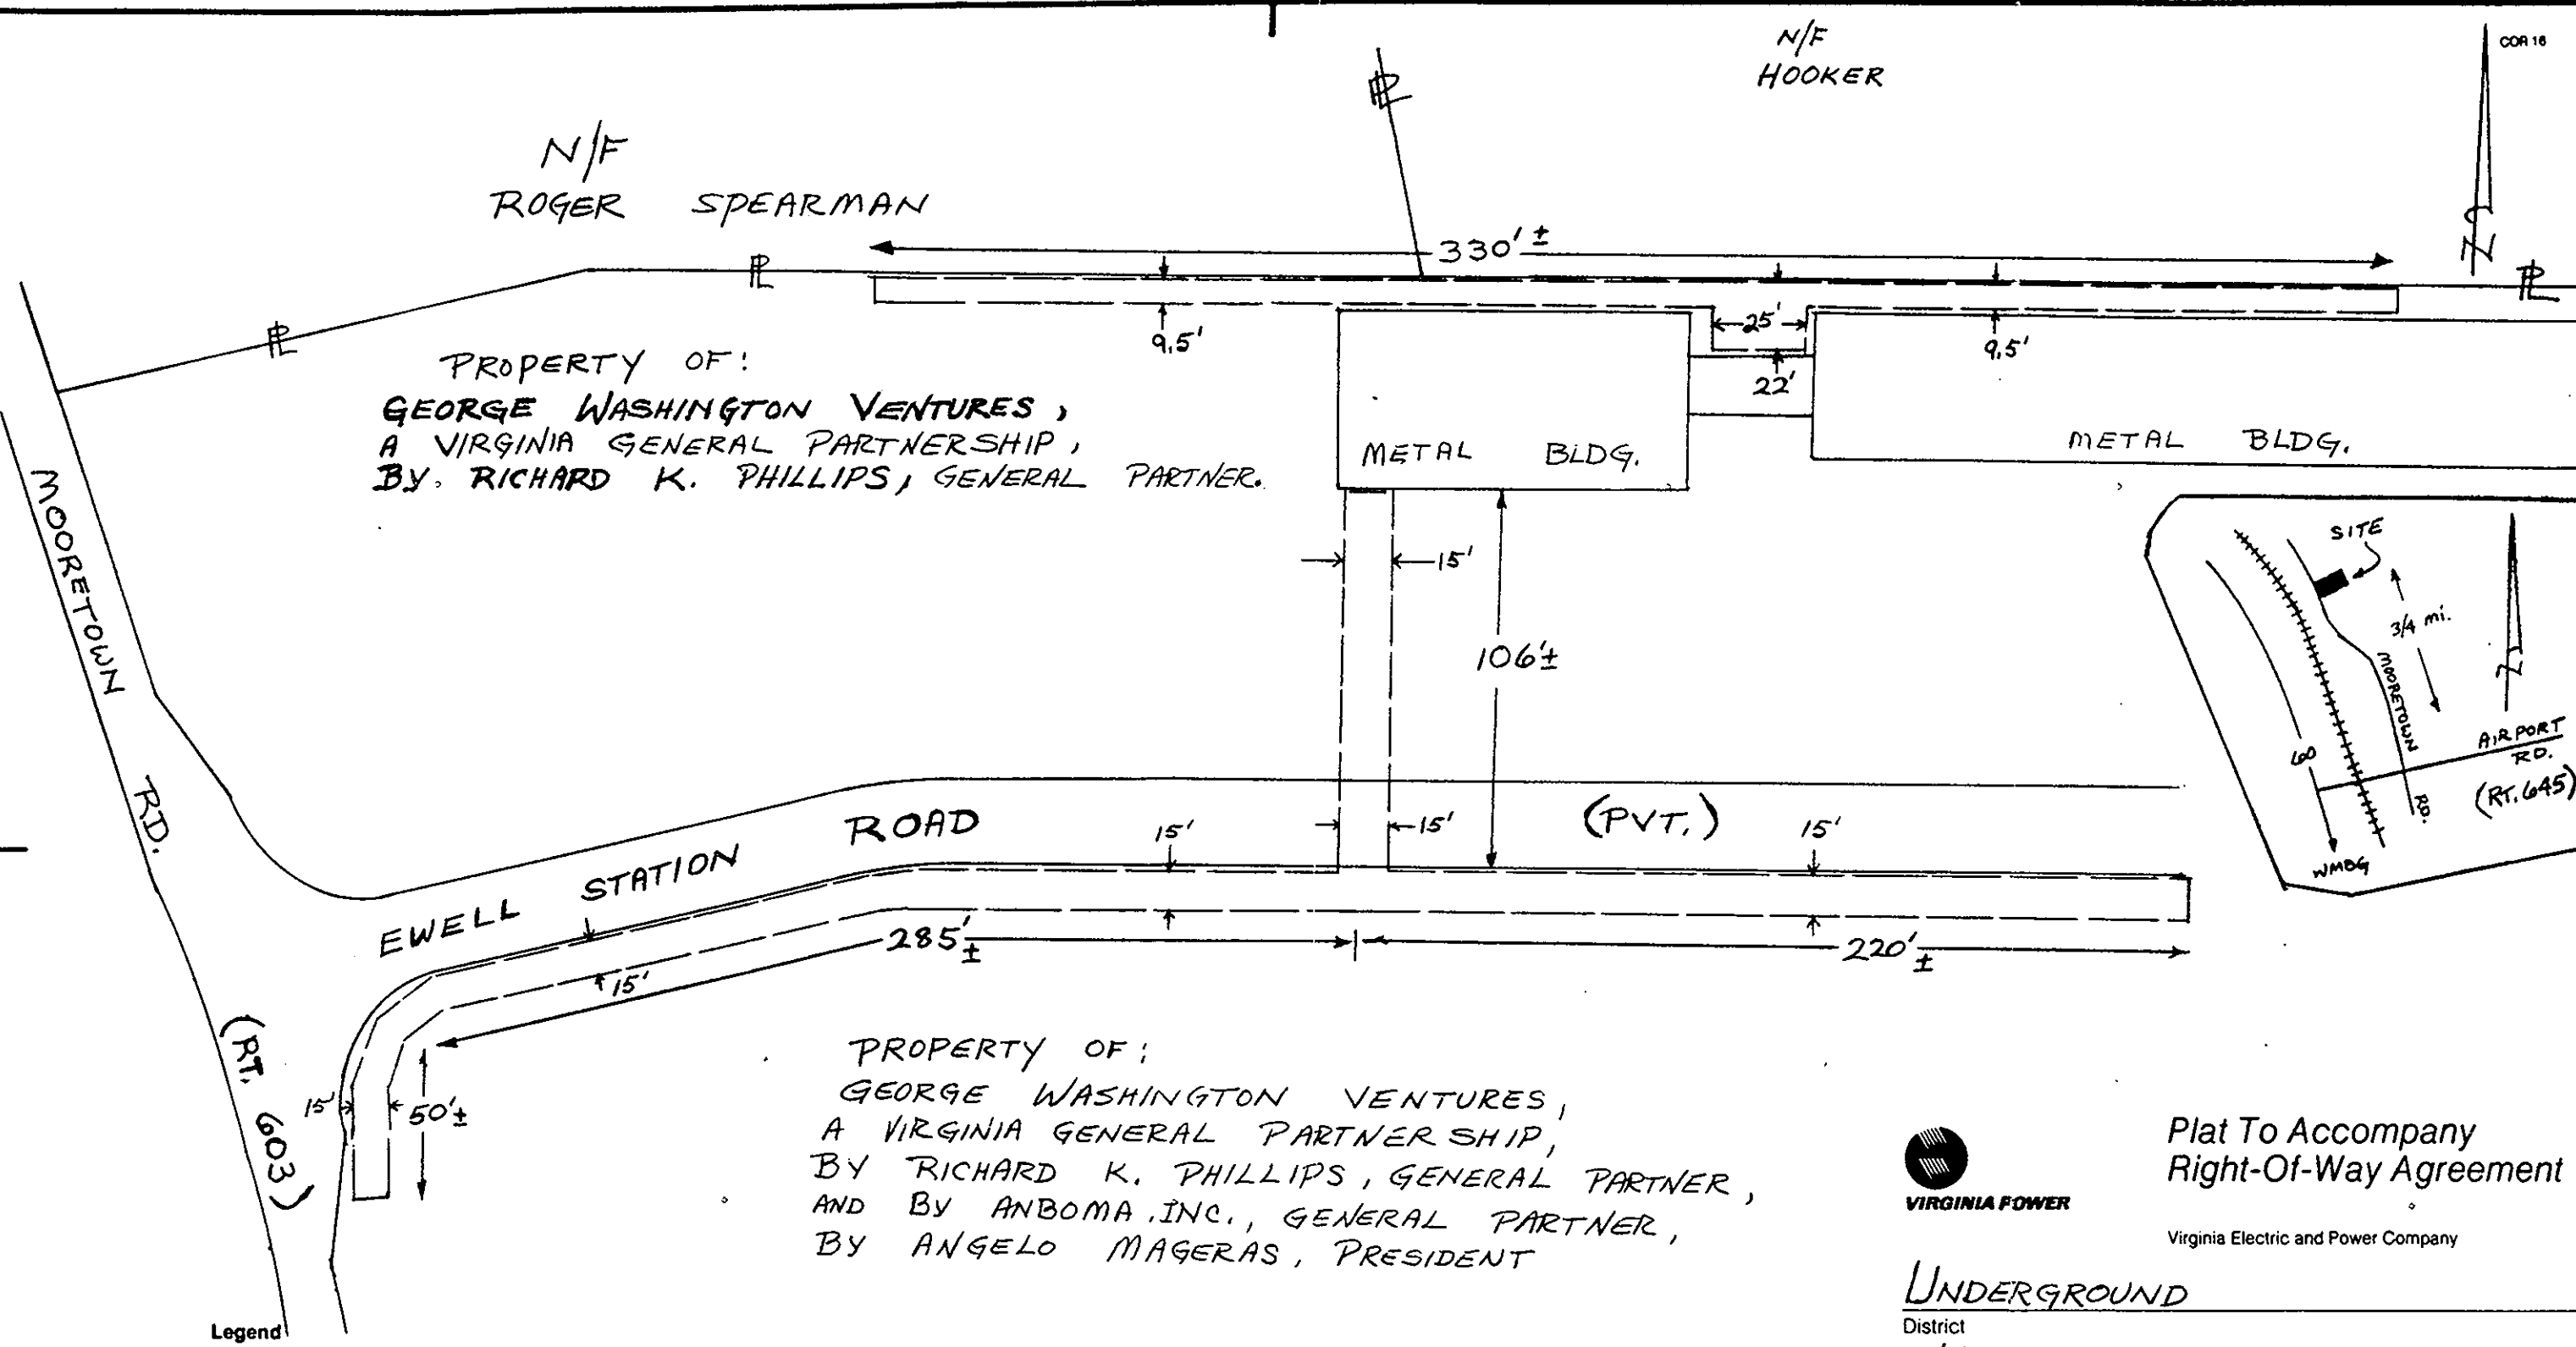 COR 16
N/F
HOOKER
N/F
ROGER SPEARMAN
PL
330'±
N
PL
PL
PL
9.5'
25'
22'
9.5'
PROPERTY OF:
GEORGE WASHINGTON VENTURES,
A VIRGINIA GENERAL PARTNERSHIP,
BY. RICHARD K. PHILLIPS, GENERAL PARTNER.
METAL BLDG.
METAL BLDG.
MOORETOWN RD. (RT. 603)
15'
106'±
SITE
3/4 mi.
N
MOORETOWN RD.
60
AIRPORT
RD.
(RT. 645)
WMBG
EWELL STATION ROAD (PVT.)
15'
15'
15'
285'±
220'±
15'
15'
50'±
PROPERTY OF:
GEORGE WASHINGTON VENTURES,
A VIRGINIA GENERAL PARTNERSHIP,
BY RICHARD K. PHILLIPS, GENERAL PARTNER,
AND BY ANBOMA, INC., GENERAL PARTNER,
BY ANGELO MAGERAS, PRESIDENT
VIRGINIA POWER
Plat To Accompany
Right-Of-Way Agreement
Virginia Electric and Power Company
UNDERGROUND
District
Legend